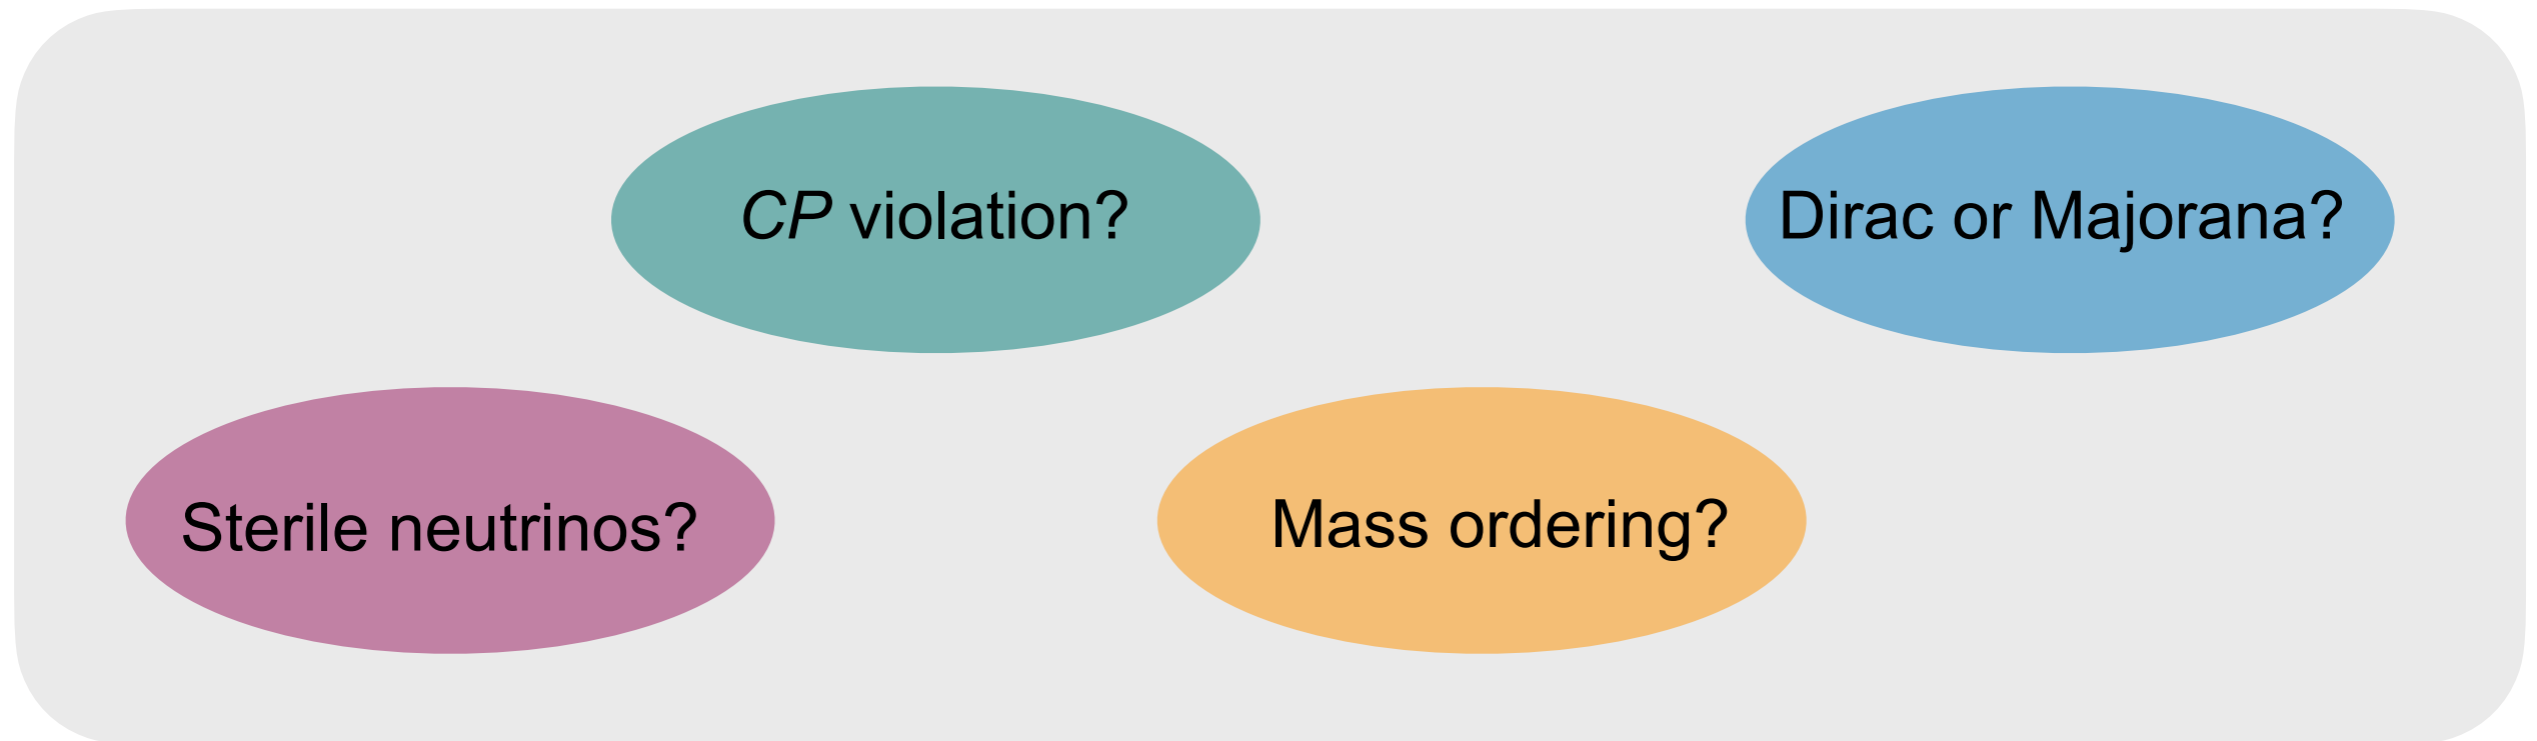 CP violation?
Dirac or Majorana?
Sterile neutrinos?
Mass ordering?